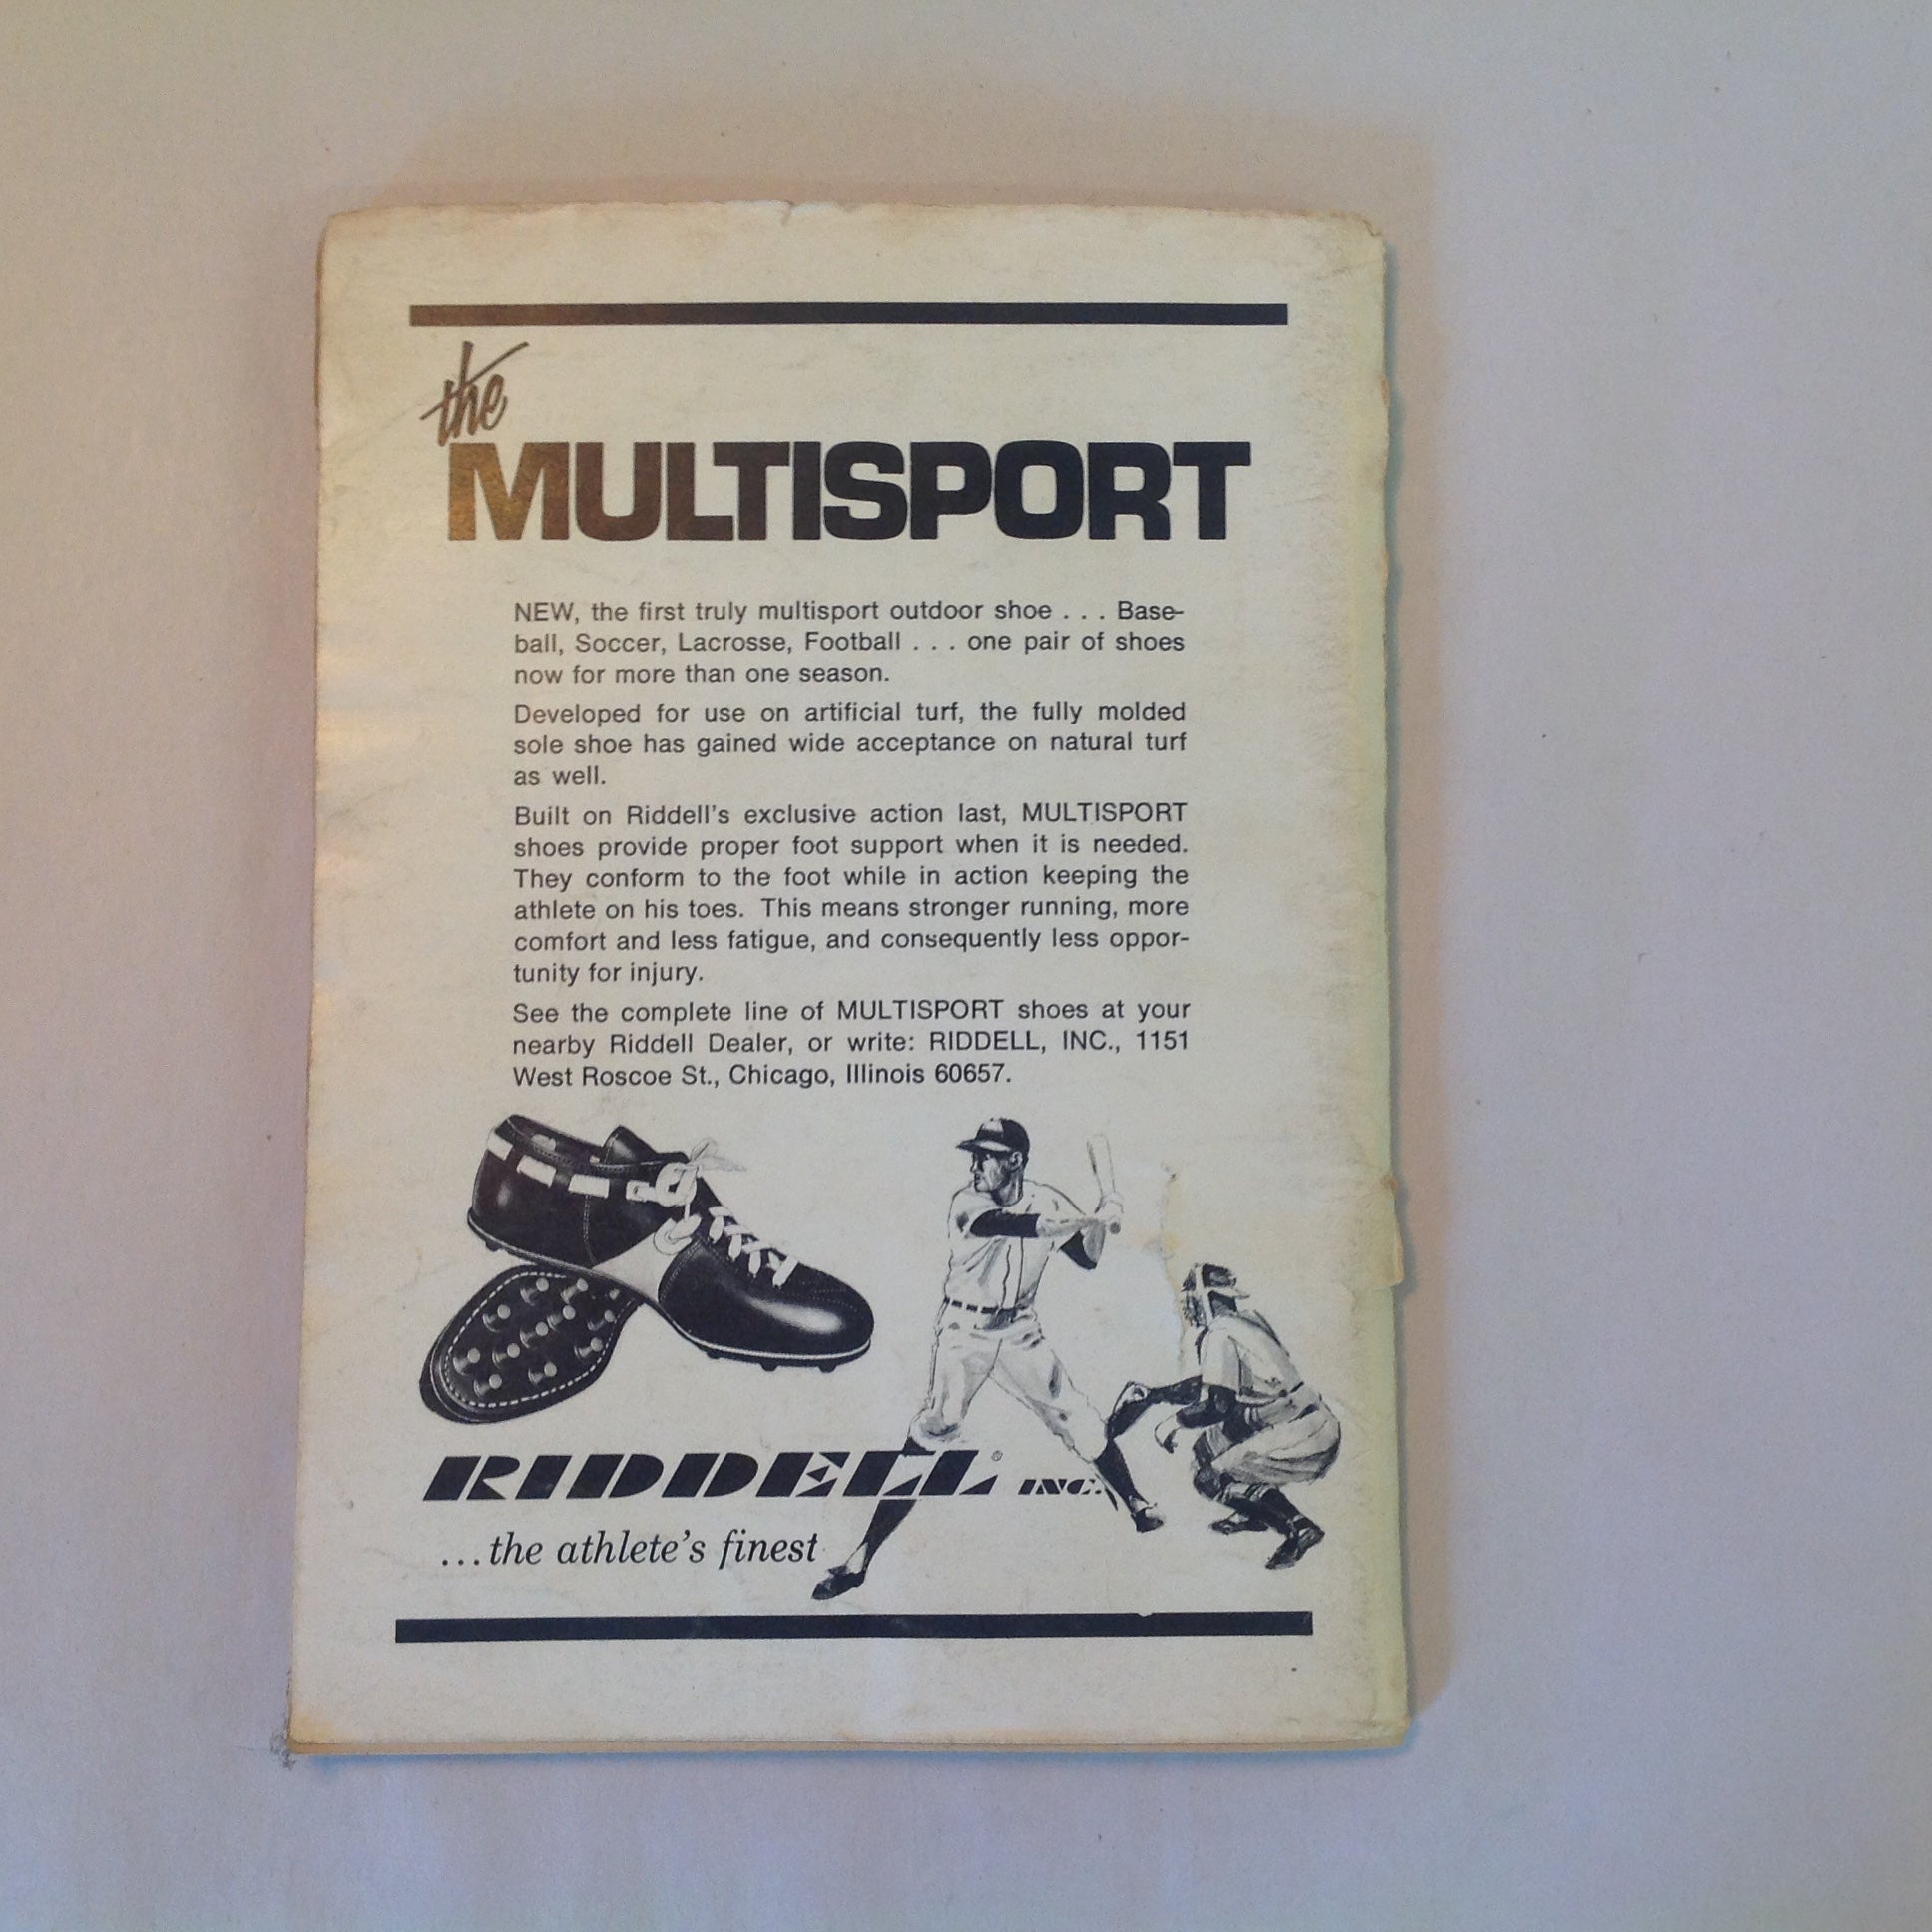 the
MULTISPORT
NEW, the first truly multisport outdoor shoe . . . Base-
ball, Soccer, Lacrosse, Football . . . one pair of shoes
now for more than one season.
Developed for use on artificial turf, the fully molded
sole shoe has gained wide acceptance on natural turf
as well.
Built on Riddell's exclusive action last, MULTISPORT
shoes provide proper foot support when it is needed.
They conform to the foot while in action keeping the
athlete on his toes. This means stronger running, more
comfort and less fatigue, and consequently less oppor-
tunity for injury.
See the complete line of MULTISPORT shoes at your
nearby Riddell Dealer, or write: RIDDELL, INC., 1151
West Roscoe St., Chicago, Illinois 60657.
RIDDELL® INC.
...the athlete's finest